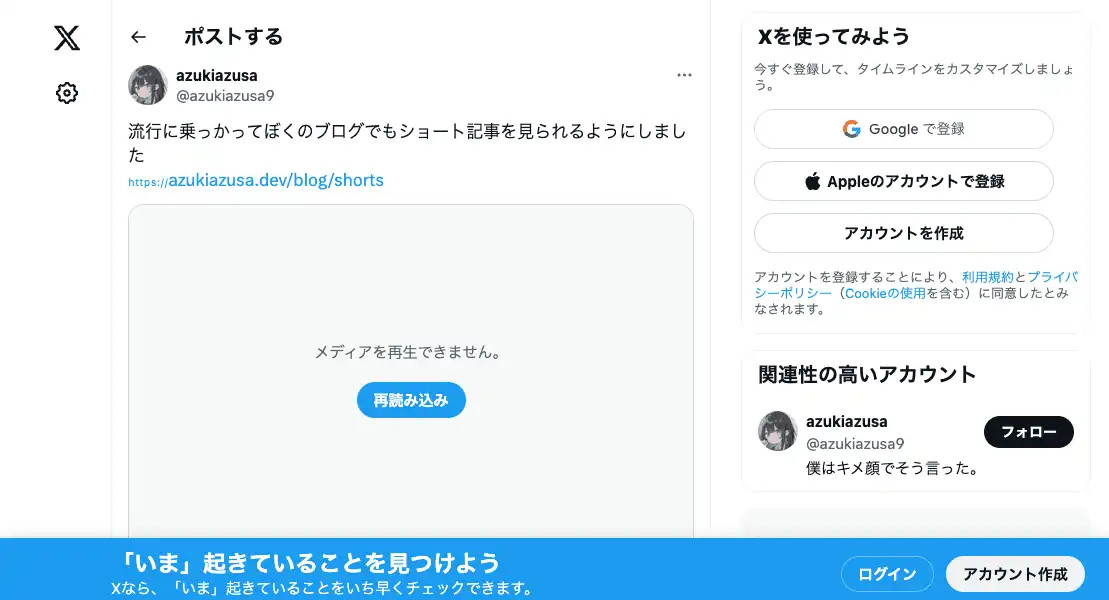 ポストする
azukiazusa
@azukiazusa9
流行に乗っかってぼくのブログでもショート記事を見られるようにしまし
た
https://azukiazusa.dev/blog/shorts
メディアを再生できません。
再読み込み
Xを使ってみよう
今すぐ登録して、タイムラインをカスタマイズしましょ
う。
Google で登録
Appleのアカウントで登録
アカウントを作成
アカウントを登録することにより、利用規約とプライバ
シーポリシー（Cookieの使用を含む）に同意したとみ
なされます。
関連性の高いアカウント
azukiazusa
@azukiazusa9
フォロー
僕はキメ顔でそう言った。
「いま」起きていることを見つけよう
Xなら、「いま」起きていることをいち早くチェックできます。
ログイン
アカウント作成